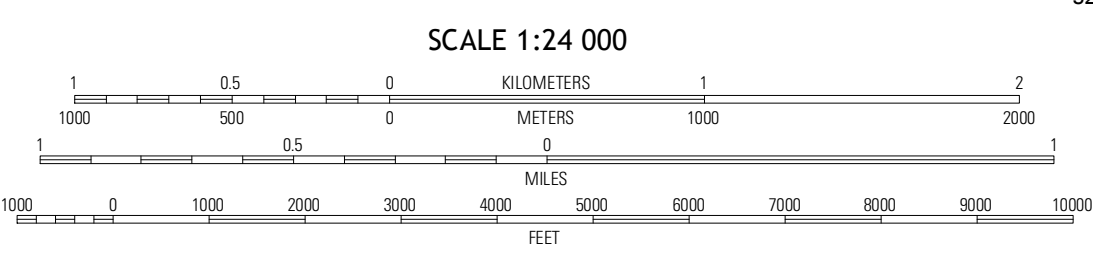 SCALE 1:24 000
1 0.5 0 KILOMETERS 1 2
1000 500 0 METERS 1000 2000
1 0.5 0 1
MILES
1000 0 1000 2000 3000 4000 5000 6000 7000 8000 9000 10000
FEET